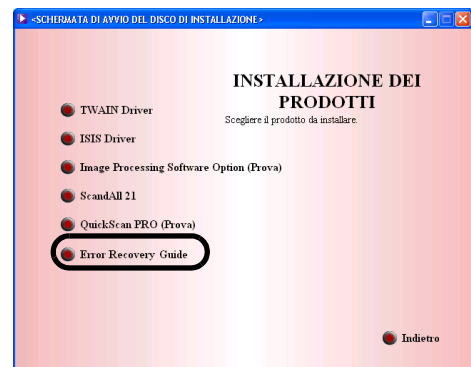 <SCHERMATA DI AVVIO DEL DISCO DI INSTALLAZIONE>
INSTALLAZIONE DEI
PRODOTTI
Scegliere il prodotto da installare.
TWAIN Driver
ISIS Driver
Image Processing Software Option (Prova)
ScandAll 21
QuickScan PRO (Prova)
Error Recovery Guide
Indietro